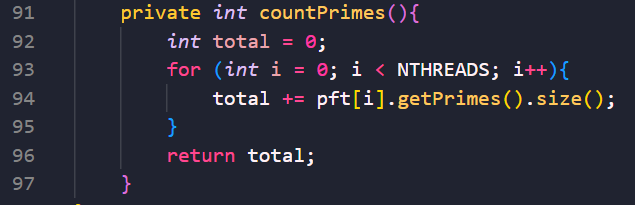 91 private int countPrimes(){
92 int total = 0;
93 for (int i = 0; i < NTHREADS; i++){
94 total += pft[i].getPrimes().size();
95 }
96 return total;
97 }